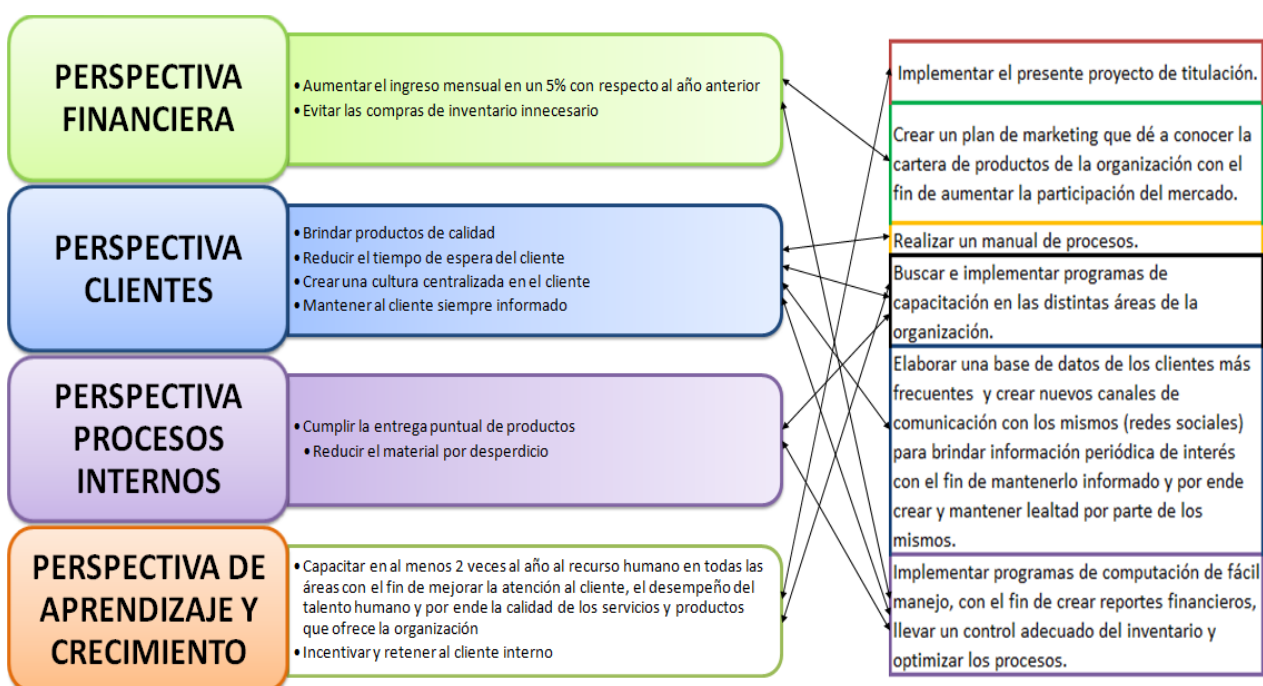 PERSPECTIVA
FINANCIERA
• Aumentar el ingreso mensual en un 5% con respecto al año anterior
• Evitar las compras de inventario innecesario
PERSPECTIVA
CLIENTES
• Brindar productos de calidad
• Reducir el tiempo de espera del cliente
• Crear una cultura centralizada en el cliente
• Mantener al cliente siempre informado
PERSPECTIVA
PROCESOS
INTERNOS
• Cumplir la entrega puntual de productos
• Reducir el material por desperdicio
PERSPECTIVA DE
APRENDIZAJE Y
CRECIMIENTO
• Capacitar en al menos 2 veces al año al recurso humano en todas las
áreas con el fin de mejorar la atención al cliente, el desempeño del
talento humano y por ende la calidad de los servicios y productos
que ofrece la organización
• Incentivar y retener al cliente interno
Implementar el presente proyecto de titulación.
Crear un plan de marketing que dé a conocer la
cartera de productos de la organización con el
fin de aumentar la participación del mercado.
Realizar un manual de procesos.
Buscar e implementar programas de
capacitación en las distintas áreas de la
organización.
Elaborar una base de datos de los clientes más
frecuentes y crear nuevos canales de
comunicación con los mismos (redes sociales)
para brindar información periódica de interés
con el fin de mantenerlo informado y por ende
crear y mantener lealtad por parte de los
mismos.
Implementar programas de computación de fácil
manejo, con el fin de crear reportes financieros,
llevar un control adecuado del inventario y
optimizar los procesos.